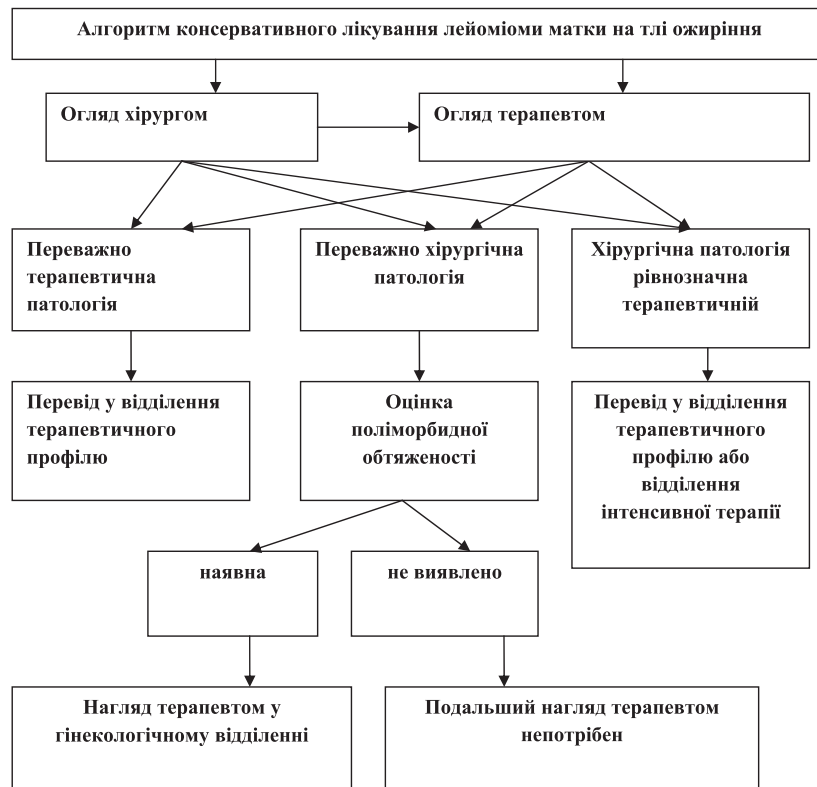 Алгоритм консервативного лікування лейоміоми матки на тлі ожиріння
Огляд хірургом
Огляд терапевтом
Переважно
терапевтична
патологія
Переважно хірургічна
патологія
Хірургічна патологія
рівнозначна
терапевтичній
Перевід у відділення
терапевтичного
профілю
Оцінка
поліморбидної
обтяженості
Перевід у відділення
терапевтичного
профілю або
відділення
інтенсивної терапії
наявна
не виявлено
Нагляд терапевтом у
гінекологічному відділенні
Подальший нагляд терапевтом
непотрібен